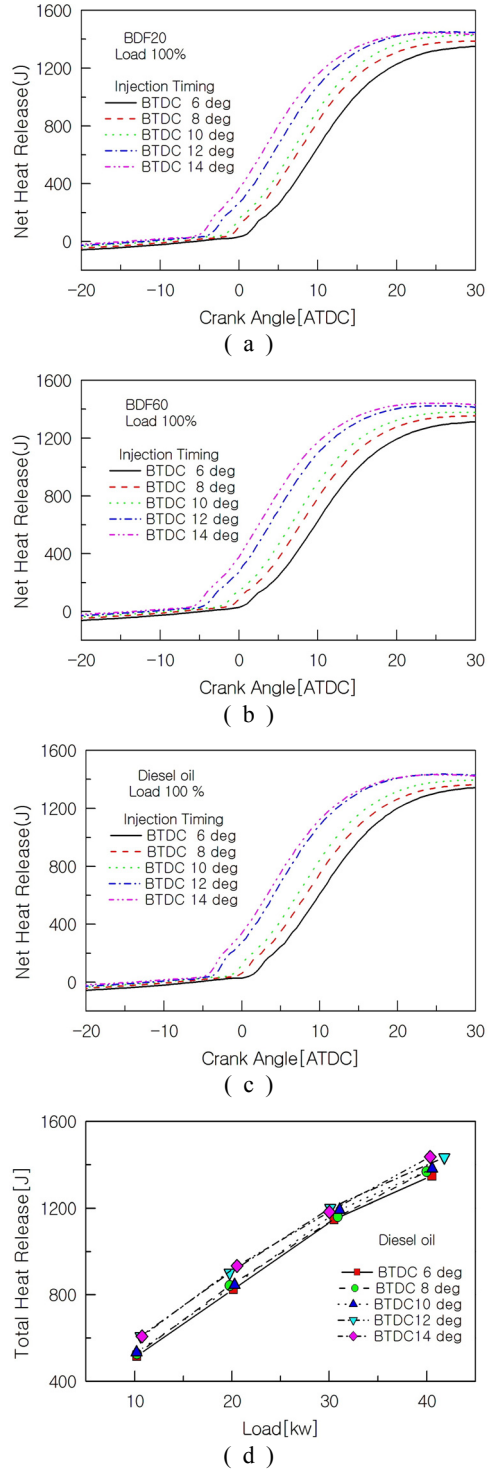 1600
1200
800
400
0
Net Heat Release(J)
BDF20
Load 100%
Injection Timing
BTDC 6 deg
BTDC 8 deg
BTDC 10 deg
BTDC 12 deg
BTDC 14 deg
-20 -10 0 10 20 30
Crank Angle[ATDC]
( a )
1600
1200
800
400
0
Net Heat Release(J)
BDF60
Load 100%
Injection Timing
BTDC 6 deg
BTDC 8 deg
BTDC 10 deg
BTDC 12 deg
BTDC 14 deg
-20 -10 0 10 20 30
Crank Angle[ATDC]
( b )
1600
1200
800
400
0
Net Heat Release(J)
Diesel oil
Load 100 %
Injection Timing
BTDC 6 deg
BTDC 8 deg
BTDC 10 deg
BTDC 12 deg
BTDC 14 deg
-20 -10 0 10 20 30
Crank Angle[ATDC]
( c )
1600
1200
800
400
Total Heat Release[J]
Diesel oil
BTDC 6 deg
BTDC 8 deg
BTDC10 deg
BTDC12 deg
BTDC14 deg
10 20 30 40
Load[kw]
( d )